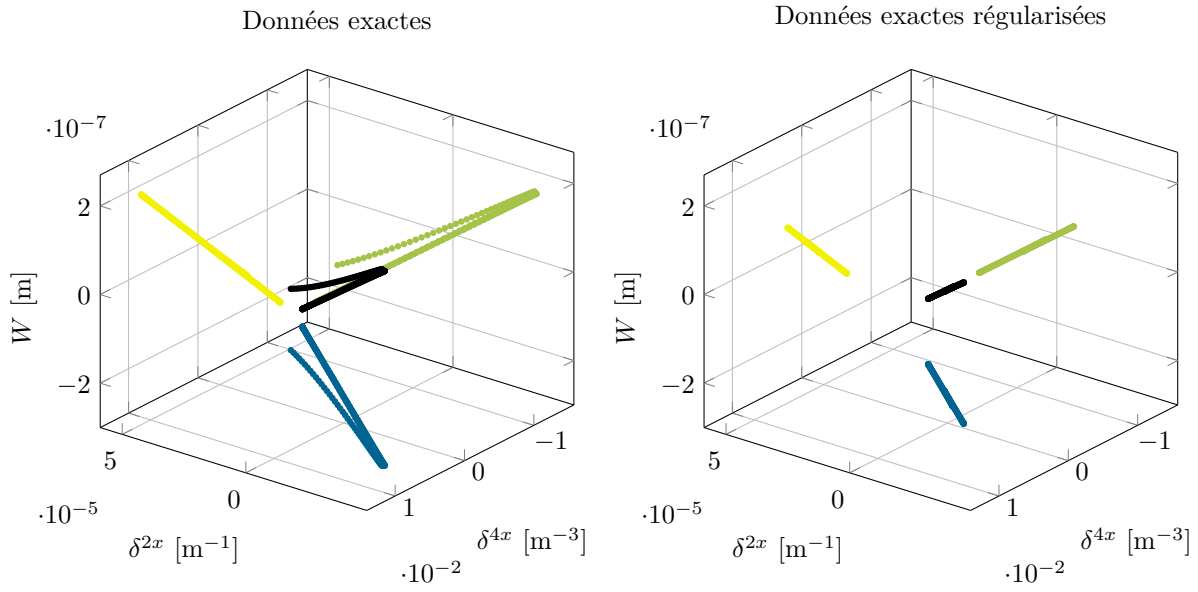 Données exactes
·10⁻⁷
2
0
−2
W [m]
5
0
·10⁻⁵
δ²ˣ [m⁻¹]
−1
0
1
δ⁴ˣ [m⁻³]
·10⁻²
Données exactes régularisées
·10⁻⁷
2
0
−2
W [m]
5
0
·10⁻⁵
δ²ˣ [m⁻¹]
−1
0
1
δ⁴ˣ [m⁻³]
·10⁻²